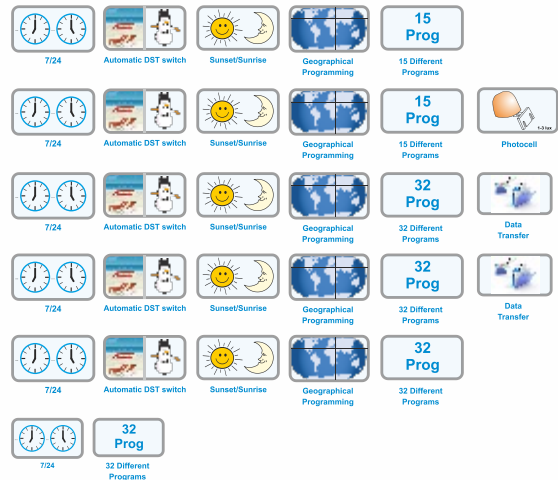 15
Prog
7/24 Automatic DST switch Sunset/Sunrise Geographical Programming 15 Different Programs
15
Prog
1-3 lux
7/24 Automatic DST switch Sunset/Sunrise Geographical Programming 15 Different Programs Photocell
32
Prog
7/24 Automatic DST switch Sunset/Sunrise Geographical Programming 32 Different Programs Data Transfer
32
Prog
7/24 Automatic DST switch Sunset/Sunrise Geographical Programming 32 Different Programs Data Transfer
32
Prog
7/24 Automatic DST switch Sunset/Sunrise Geographical Programming 32 Different Programs
32
Prog
7/24 32 Different Programs